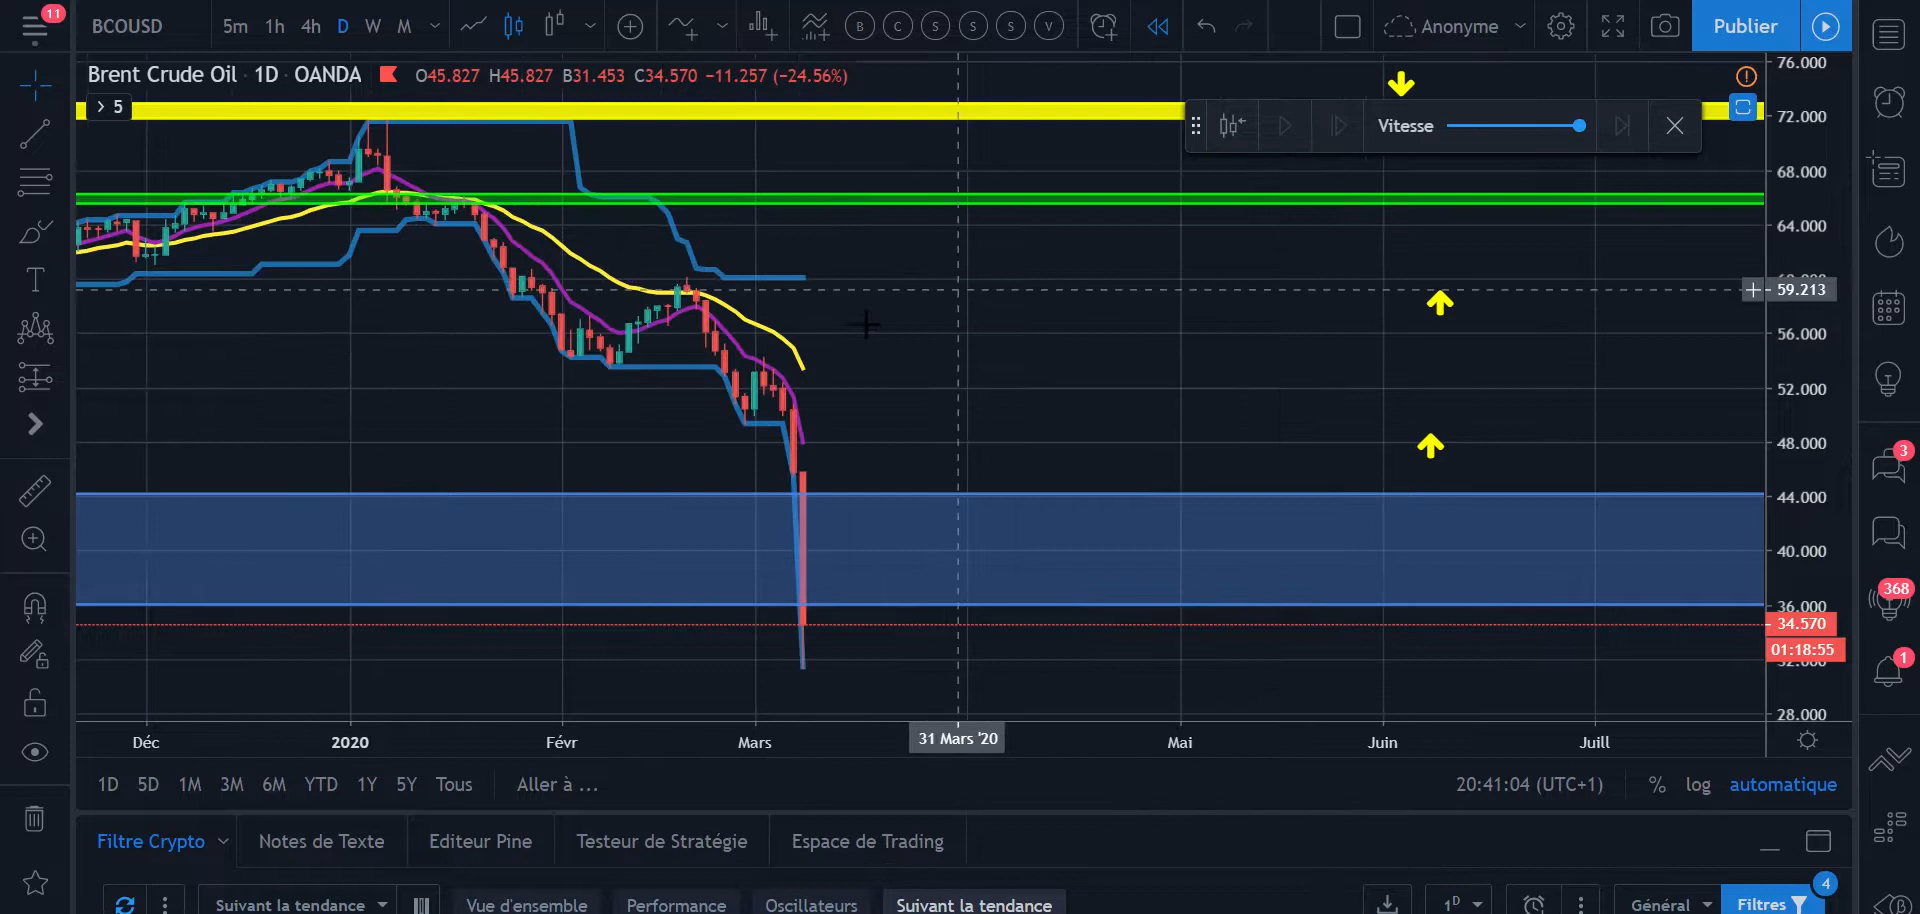 11
BCOUSD
5m 1h 4h D W M
B C S S S V
Anonyme
Publier
Brent Crude Oil · 1D · OANDA O45.827 H45.827 B31.453 C34.570 −11.257 (−24.56%)
5
Vitesse
76.000
72.000
68.000
64.000
59.213
56.000
52.000
48.000
44.000
40.000
36.000
34.570
01:18:55
28.000
3
368
1
Déc 2020 Févr Mars 31 Mars '20 Mai Juin Juill
1D 5D 1M 3M 6M YTD 1Y 5Y Tous Aller à ...
20:41:04 (UTC+1) % log automatique
Filtre Crypto Notes de Texte Editeur Pine Testeur de Stratégie Espace de Trading
4
Suivant la tendance Vue d'ensemble Performance Oscillateurs Suivant la tendance
1D Général Filtres